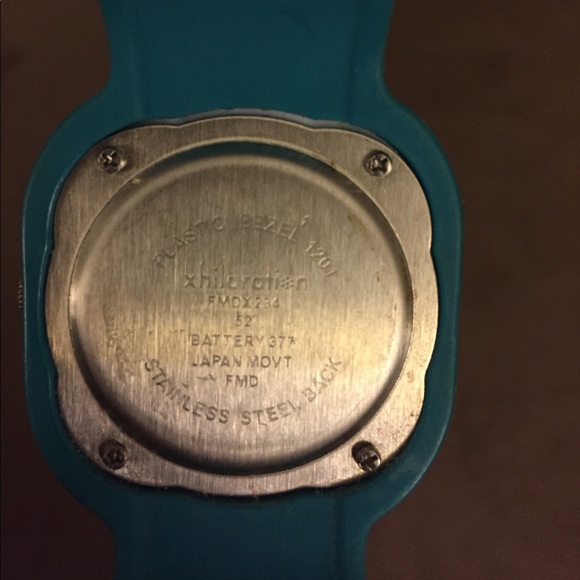 PLASTIC BEZEL 1201
xhilaration
FMDX234
52
BATTERY 377
JAPAN MOVT
FMD
STAINLESS STEEL BACK